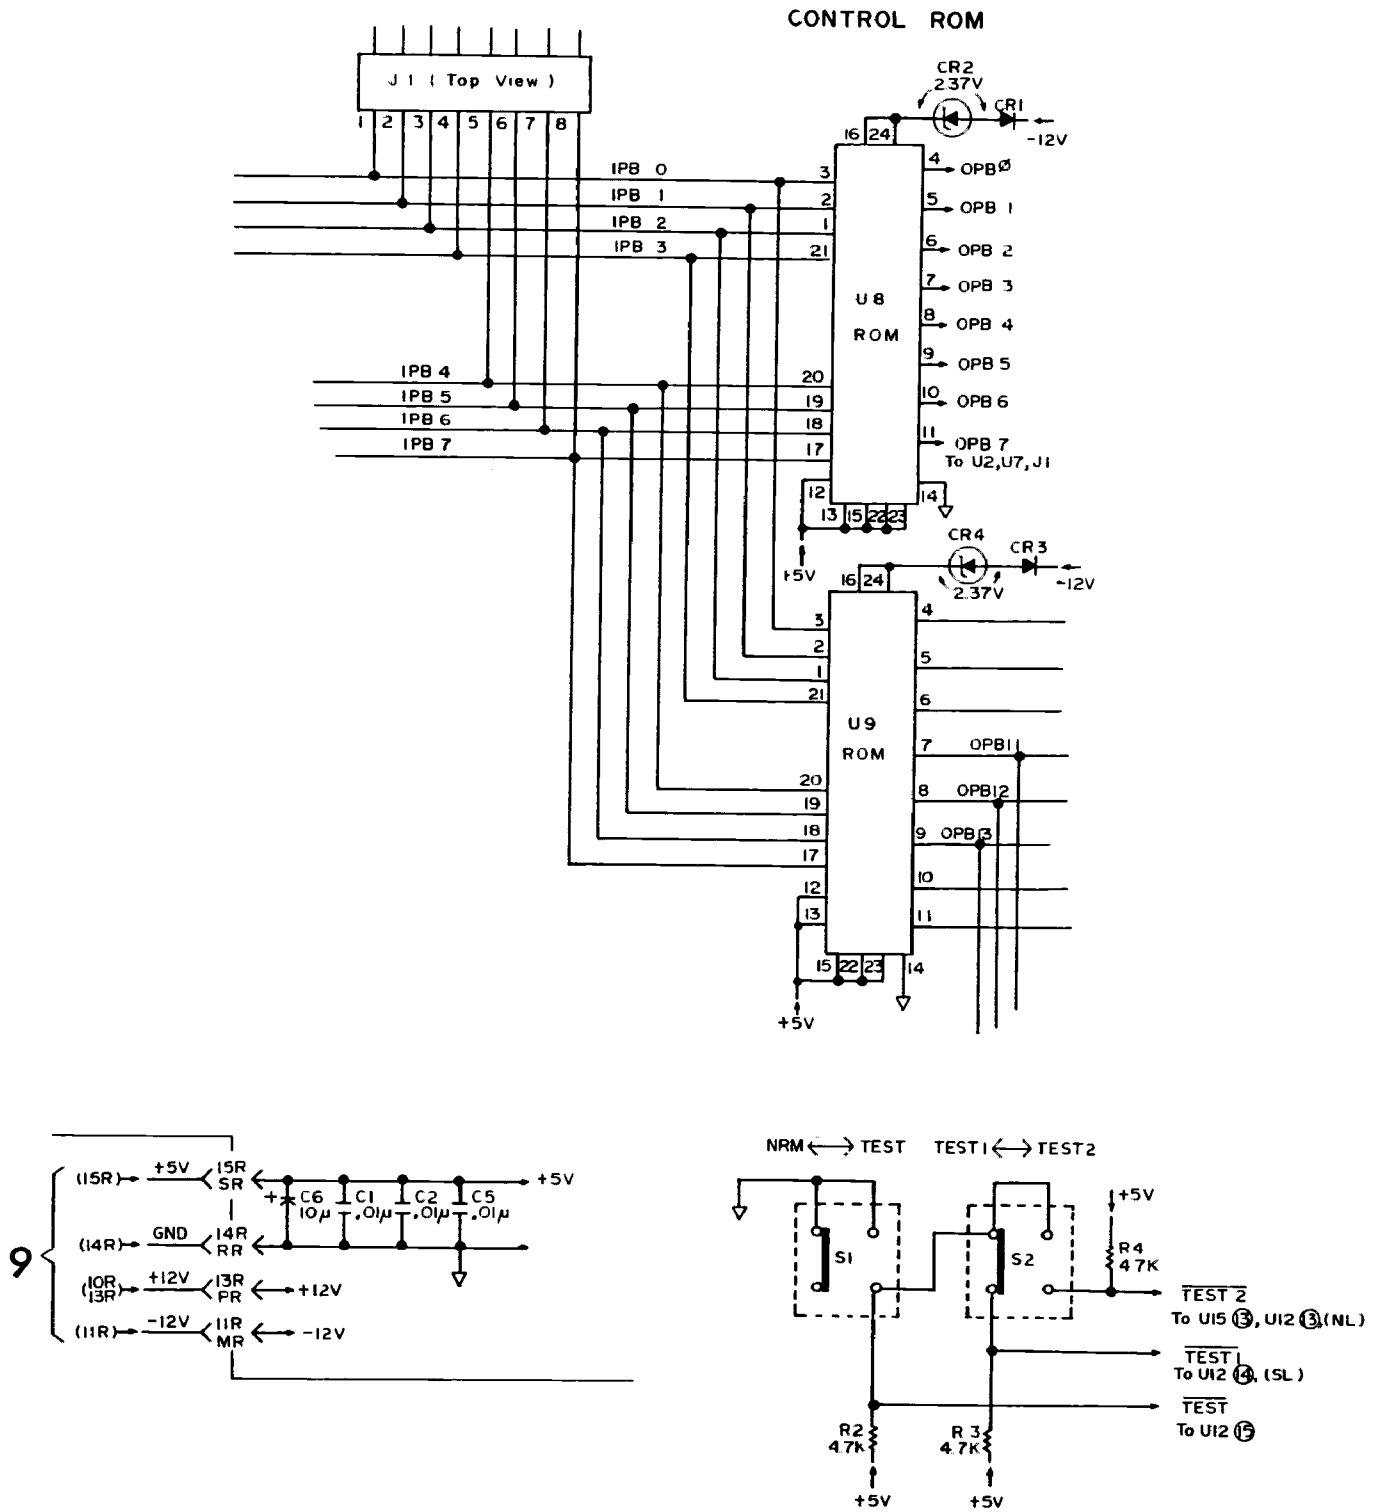 CONTROL ROM
J1 (Top View)
1 2 3 4 5 6 7 8
CR2
2.37V
CR1
-12V
16 24
IPB 0
3
4
OPBØ
IPB 1
2
5
OPB 1
IPB 2
1
6
OPB 2
IPB 3
21
7
OPB 3
U8
ROM
8
OPB 4
9
OPB 5
IPB 4
20
10
OPB 6
IPB 5
19
IPB 6
18
11
OPB 7
To U2,U7,J1
IPB 7
17
12
14
13 15 22 23
+5V
CR4
2.37V
CR3
-12V
16 24
3
4
2
5
1
21
6
U9
ROM
7
OPB11
20
8
OPB12
19
18
9
OPB13
17
10
12
13
11
15 22 23
14
+5V
9
(15R)
+5V
15R
SR
+
C6
10µ
C1
.01µ
C2
.01µ
C5
.01µ
+5V
(14R)
GND
14R
RR
(10R
13R)
+12V
13R
PR
+12V
(11R)
-12V
11R
MR
-12V
NRM
TEST
TEST1
TEST2
S1
S2
+5V
R4
47K
TEST 2
To U15 13, U12 13,(NL)
TEST 1
To U12 14, (SL)
TEST
To U12 15
R2
4.7K
R3
4.7K
+5V
+5V